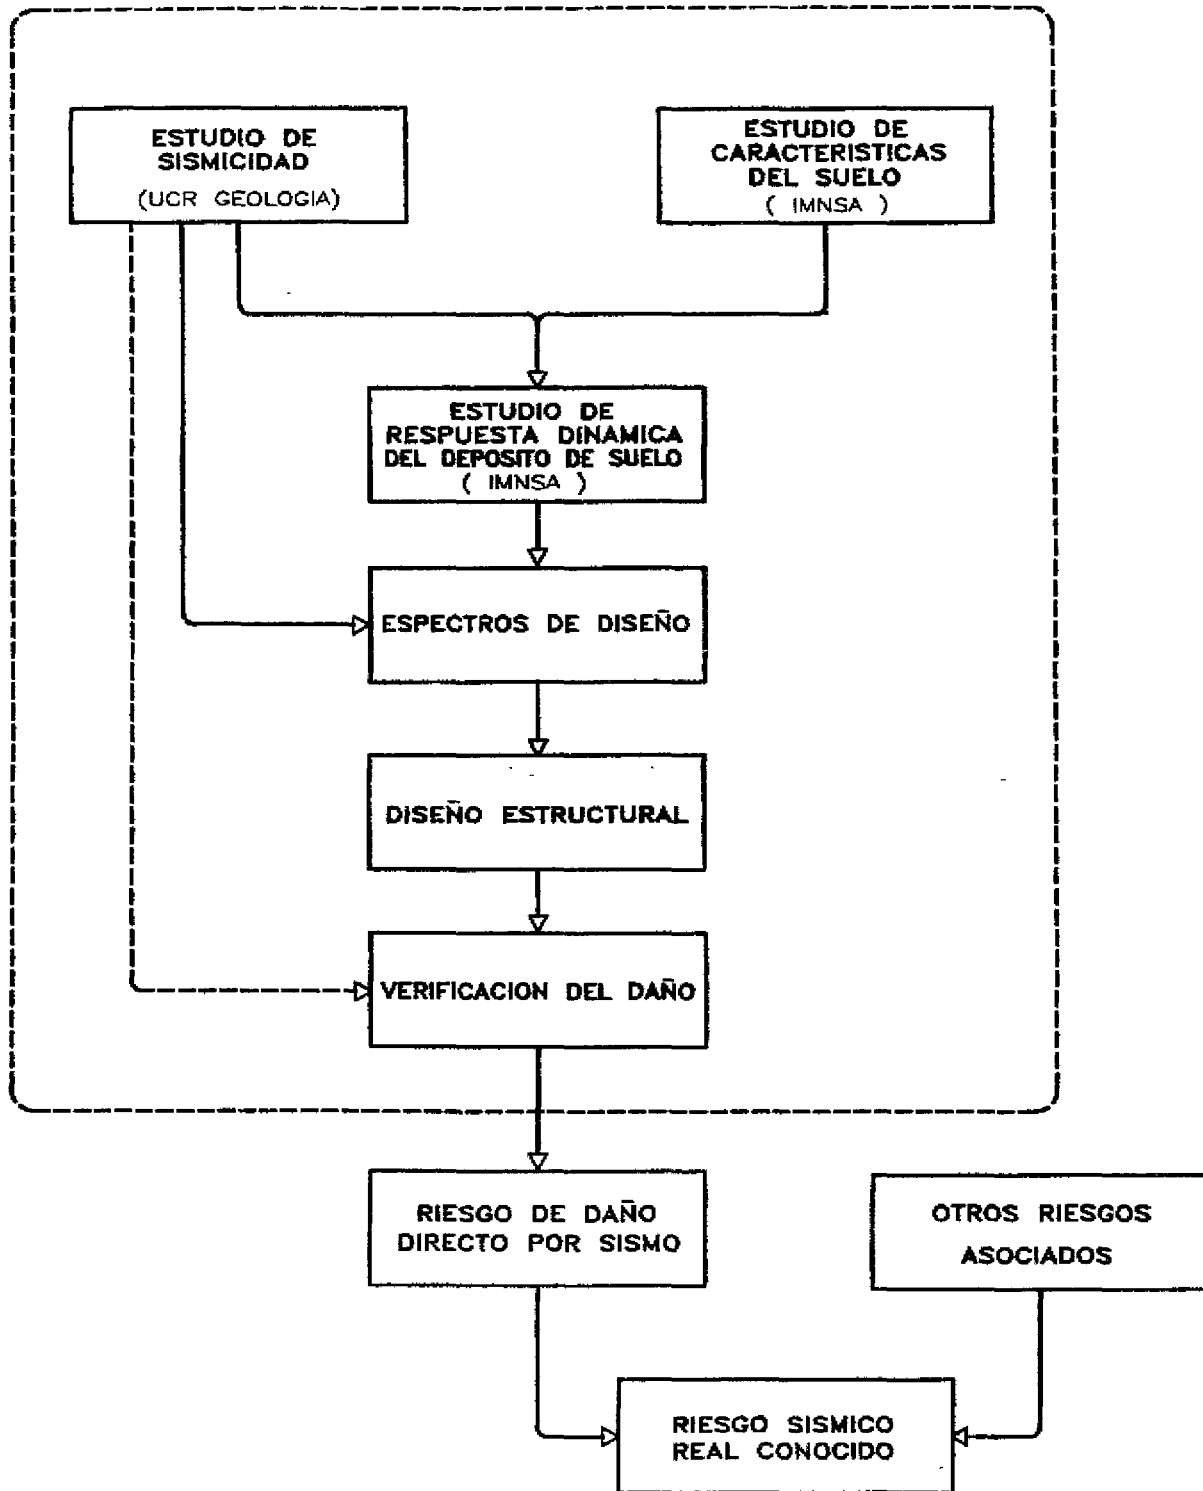 ESTUDIO DE
SISMICIDAD
(UCR GEOLOGIA)
ESTUDIO DE
CARACTERISTICAS
DEL SUELO
( IMNSA )
ESTUDIO DE
RESPUESTA DINAMICA
DEL DEPOSITO DE SUELO
( IMNSA )
ESPECTROS DE DISEÑO
DISEÑO ESTRUCTURAL
VERIFICACION DEL DAÑO
RIESGO DE DAÑO
DIRECTO POR SISMO
OTROS RIESGOS
ASOCIADOS
RIESGO SISMICO
REAL CONOCIDO